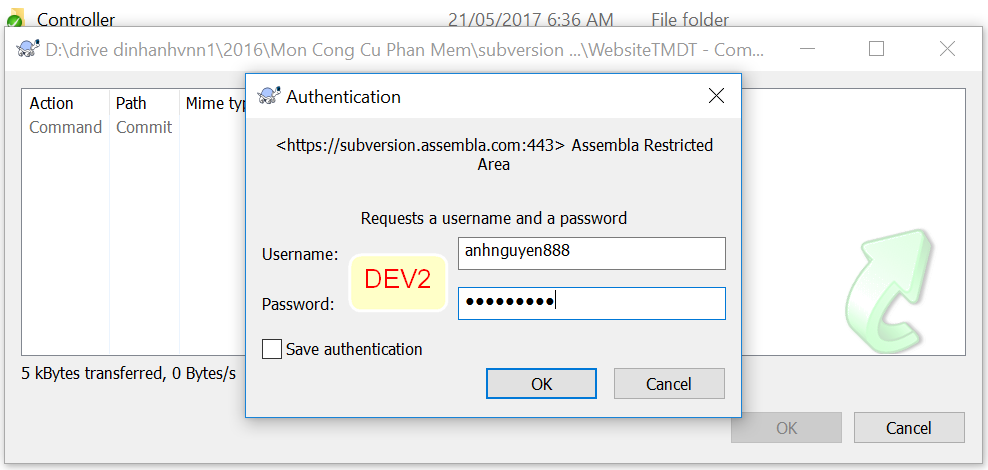 Controller 21/05/2017 6:36 AM File folder
D:\drive dinhanhvnn1\2016\Mon Cong Cu Phan Mem\subversion ...\WebsiteTMDT - Com...
Authentication
Action Path Mime typ
Command Commit
<https://subversion.assembla.com:443> Assembla Restricted
Area
Requests a username and a password
Username: anhnguyen888
DEV2
Password: ●●●●●●●●●
Save authentication
5 kBytes transferred, 0 Bytes/s
OK Cancel
OK Cancel